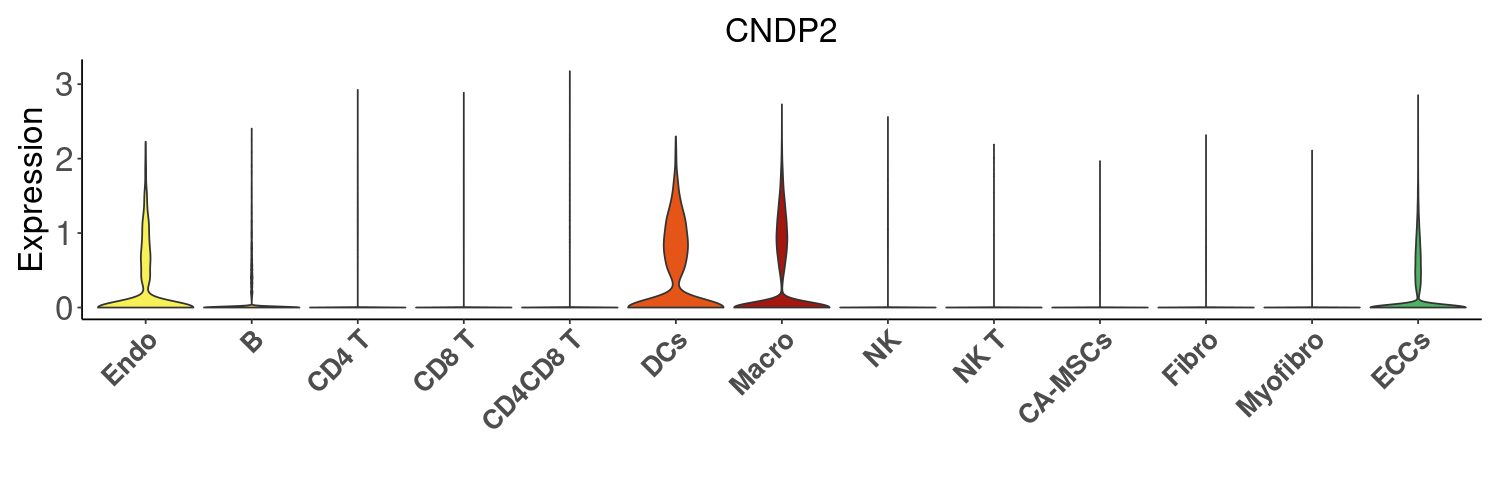 CNDP2
Expression
3
2
1
0
Endo
B
CD4 T
CD8 T
CD4CD8 T
DCs
Macro
NK
NK T
CA-MSCs
Fibro
Myofibro
ECCs